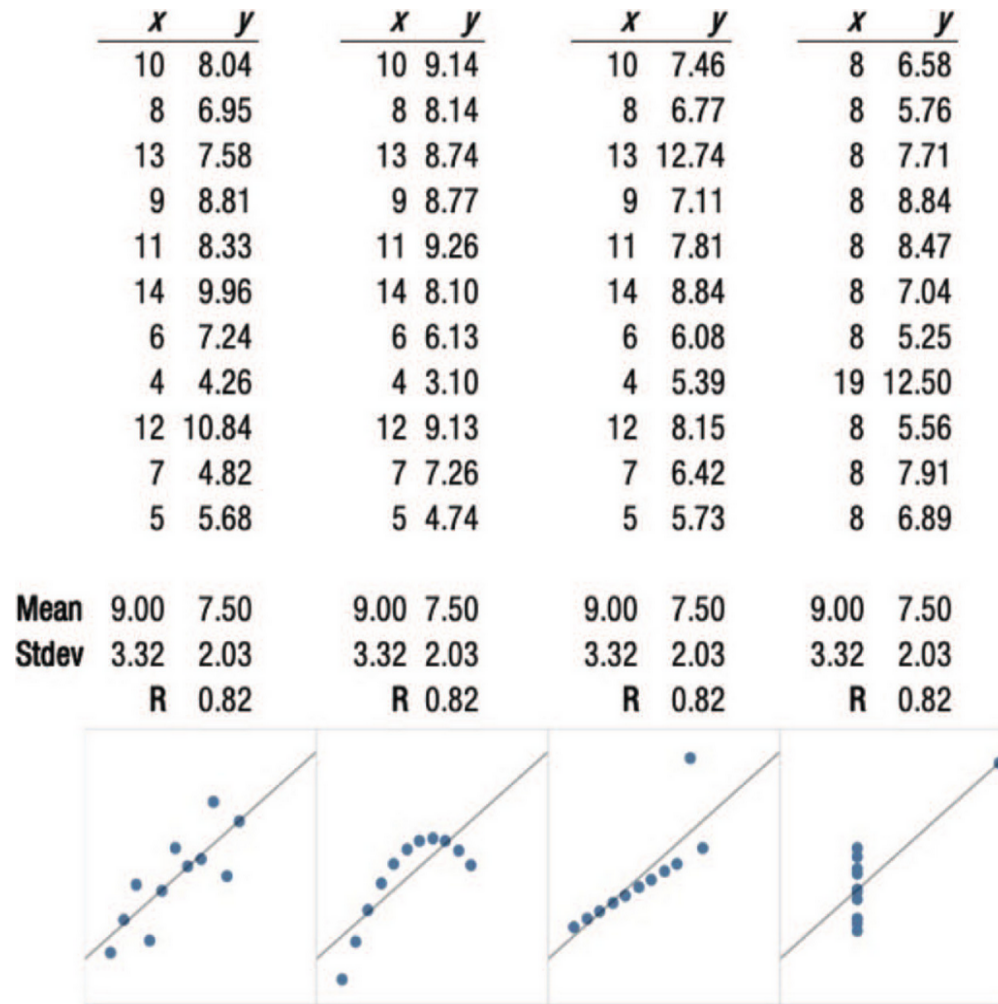 x y x y x y x y
10 8.04 10 9.14 10 7.46 8 6.58
8 6.95 8 8.14 8 6.77 8 5.76
13 7.58 13 8.74 13 12.74 8 7.71
9 8.81 9 8.77 9 7.11 8 8.84
11 8.33 11 9.26 11 7.81 8 8.47
14 9.96 14 8.10 14 8.84 8 7.04
6 7.24 6 6.13 6 6.08 8 5.25
4 4.26 4 3.10 4 5.39 19 12.50
12 10.84 12 9.13 12 8.15 8 5.56
7 4.82 7 7.26 7 6.42 8 7.91
5 5.68 5 4.74 5 5.73 8 6.89
Mean 9.00 7.50 9.00 7.50 9.00 7.50 9.00 7.50
Stdev 3.32 2.03 3.32 2.03 3.32 2.03 3.32 2.03
R 0.82 R 0.82 R 0.82 R 0.82